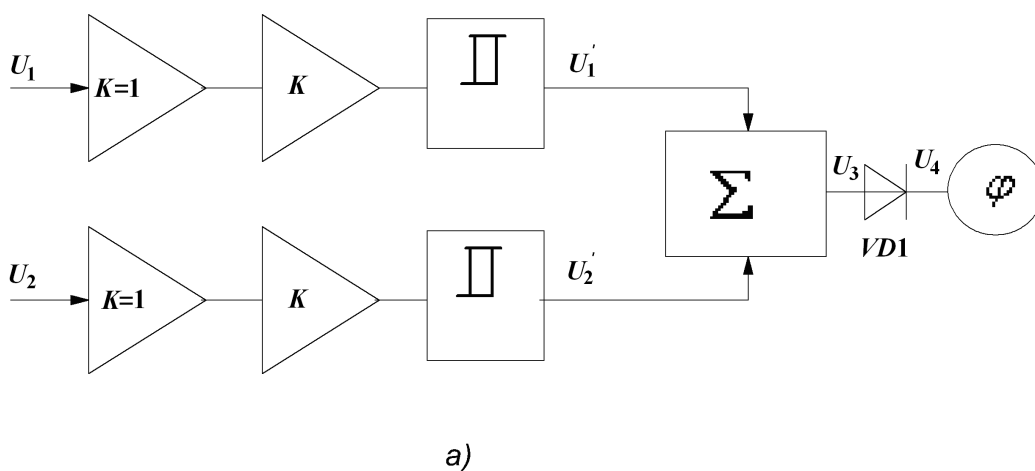 U₁
K=1
K
U₁'
Σ
U₃
U₄
φ
VD1
U₂
K=1
K
U₂'
a)